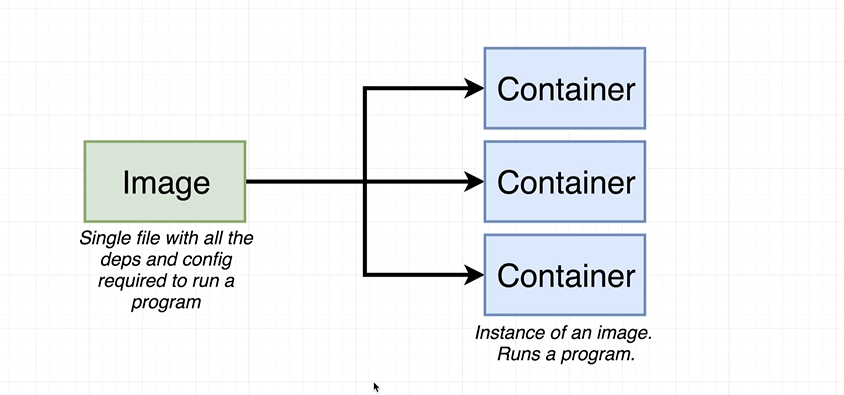 Image
Single file with all the
deps and config
required to run a
program
Container
Container
Container
Instance of an image.
Runs a program.